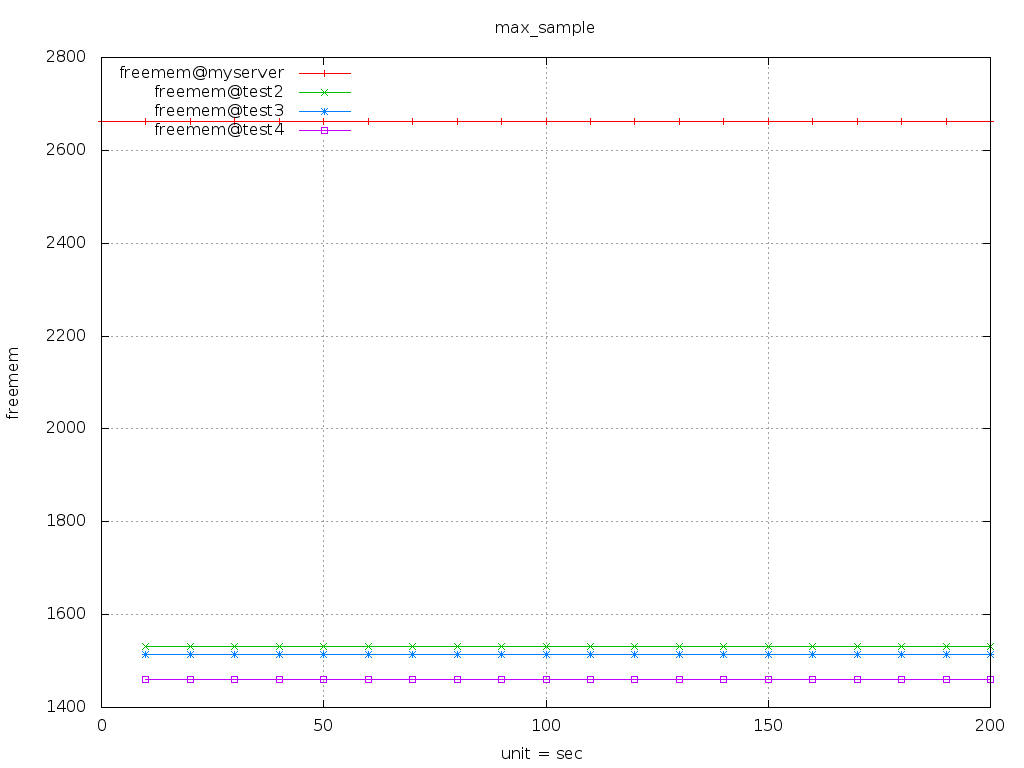 max_sample
2800
freemem@myserver
freemem@test2
freemem@test3
freemem@test4
2600
2400
2200
freemem
2000
1800
1600
1400
0 50 100 150 200
unit = sec